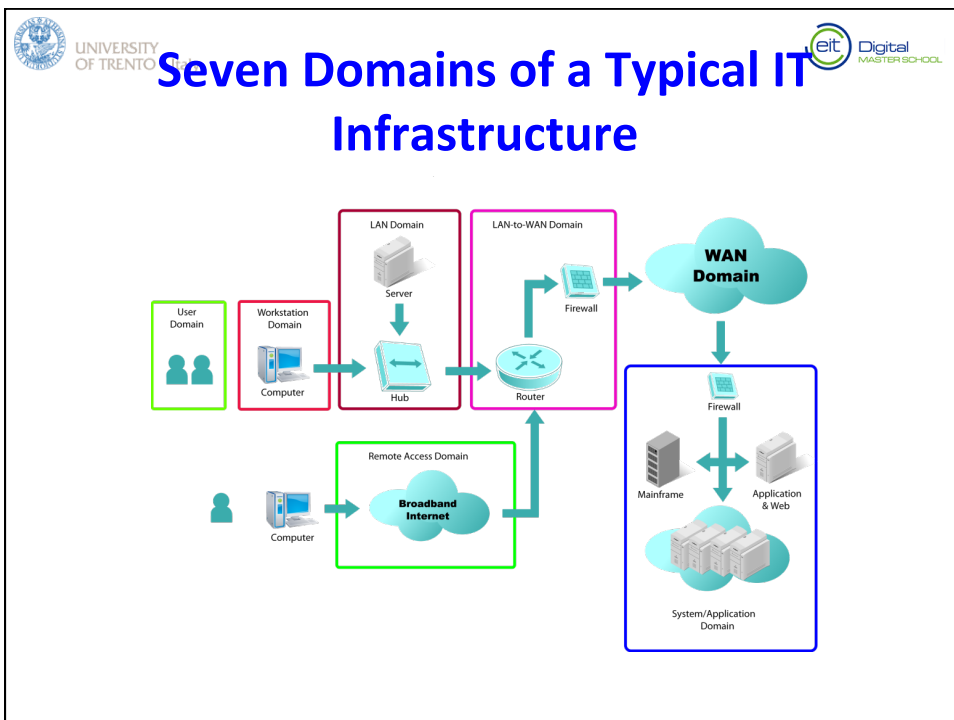 UNIVERSITY
OF TRENTO - Italy
eit Digital
MASTER SCHOOL
Seven Domains of a Typical IT
Infrastructure
User
Domain
Workstation
Domain
Computer
LAN Domain
Server
Hub
LAN-to-WAN Domain
Firewall
Router
WAN
Domain
Remote Access Domain
Broadband
Internet
Computer
Firewall
Mainframe
Application
& Web
System/Application
Domain